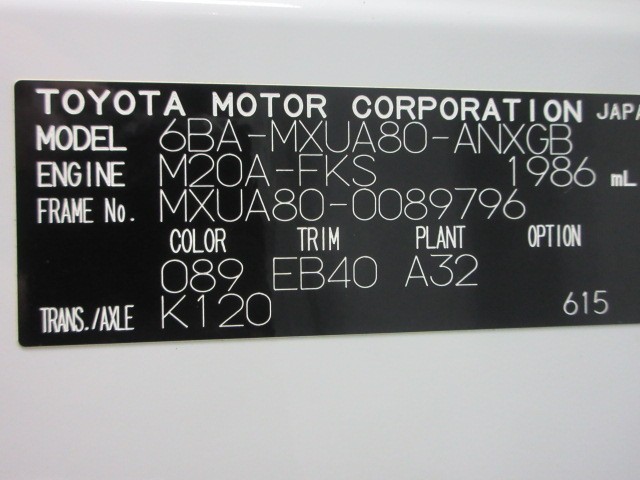 TOYOTA MOTOR CORPORATION JAPA
MODEL 6BA-MXUA80-ANXGB
ENGINE M20A-FKS 1986 mL
FRAME No. MXUA80-0089796
COLOR TRIM PLANT OPTION
089 EB40 A32
TRANS./AXLE K120 615